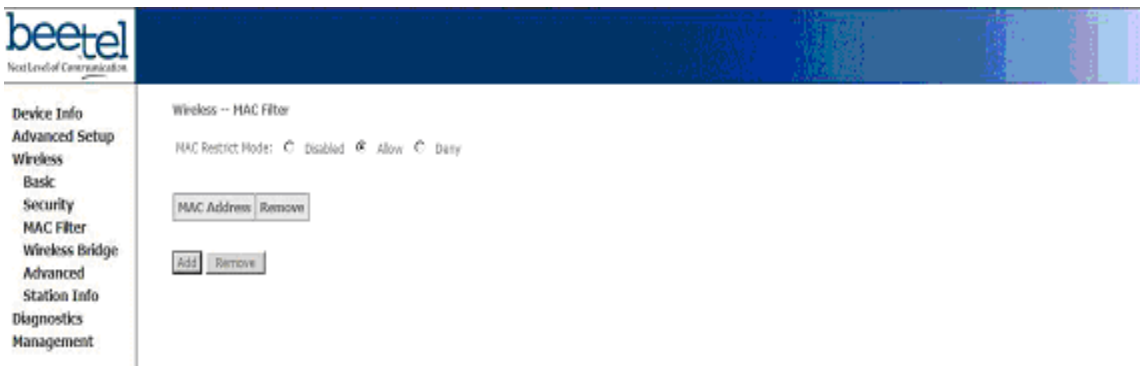 beetel
Next Level of Communication
Device Info
Advanced Setup
Wireless
Basic
Security
MAC Filter
Wireless Bridge
Advanced
Station Info
Diagnostics
Management
Wireless -- MAC Filter
MAC Restrict Mode: Disabled Allow Deny
MAC Address Remove
Add Remove